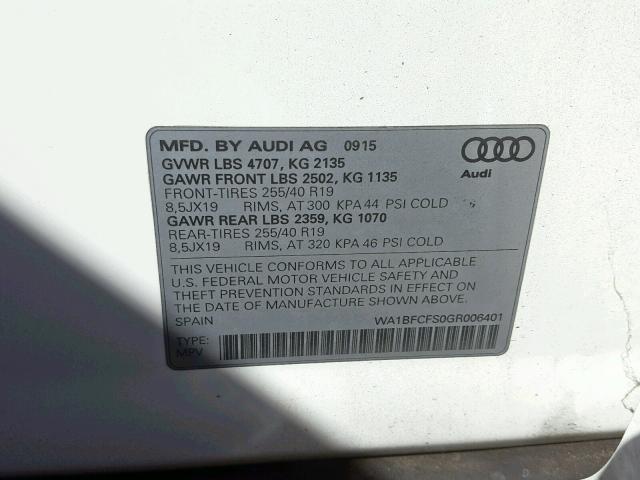 MFD. BY AUDI AG 0915
GVWR LBS 4707, KG 2135
GAWR FRONT LBS 2502, KG 1135
FRONT-TIRES 255/40 R19
8,5JX19 RIMS, AT 300 KPA 44 PSI COLD
GAWR REAR LBS 2359, KG 1070
REAR-TIRES 255/40 R19
8,5JX19 RIMS, AT 320 KPA 46 PSI COLD
Audi
THIS VEHICLE CONFORMS TO ALL APPLICABLE
U.S. FEDERAL MOTOR VEHICLE SAFETY AND
THEFT PREVENTION STANDARDS IN EFFECT ON
THE DATE OF MANUFACTURE SHOWN ABOVE.
SPAIN WA1BFCFS0GR006401
TYPE:
MPV